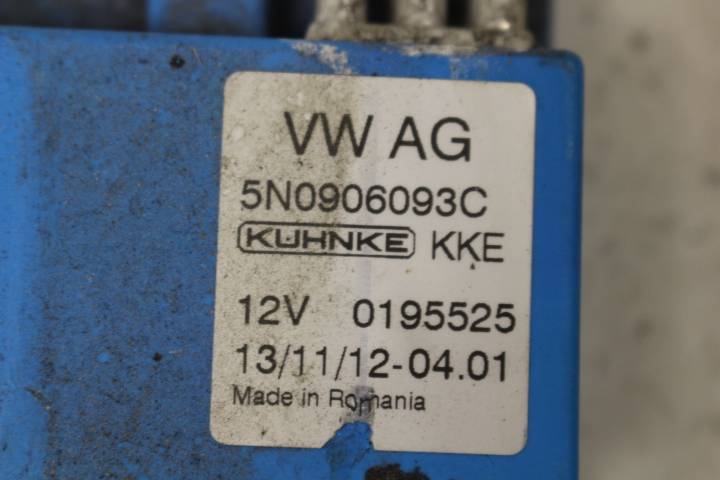 VW AG
5N0906093C
KUHNKE KKE
12V 0195525
13/11/12-04.01
Made in Romania